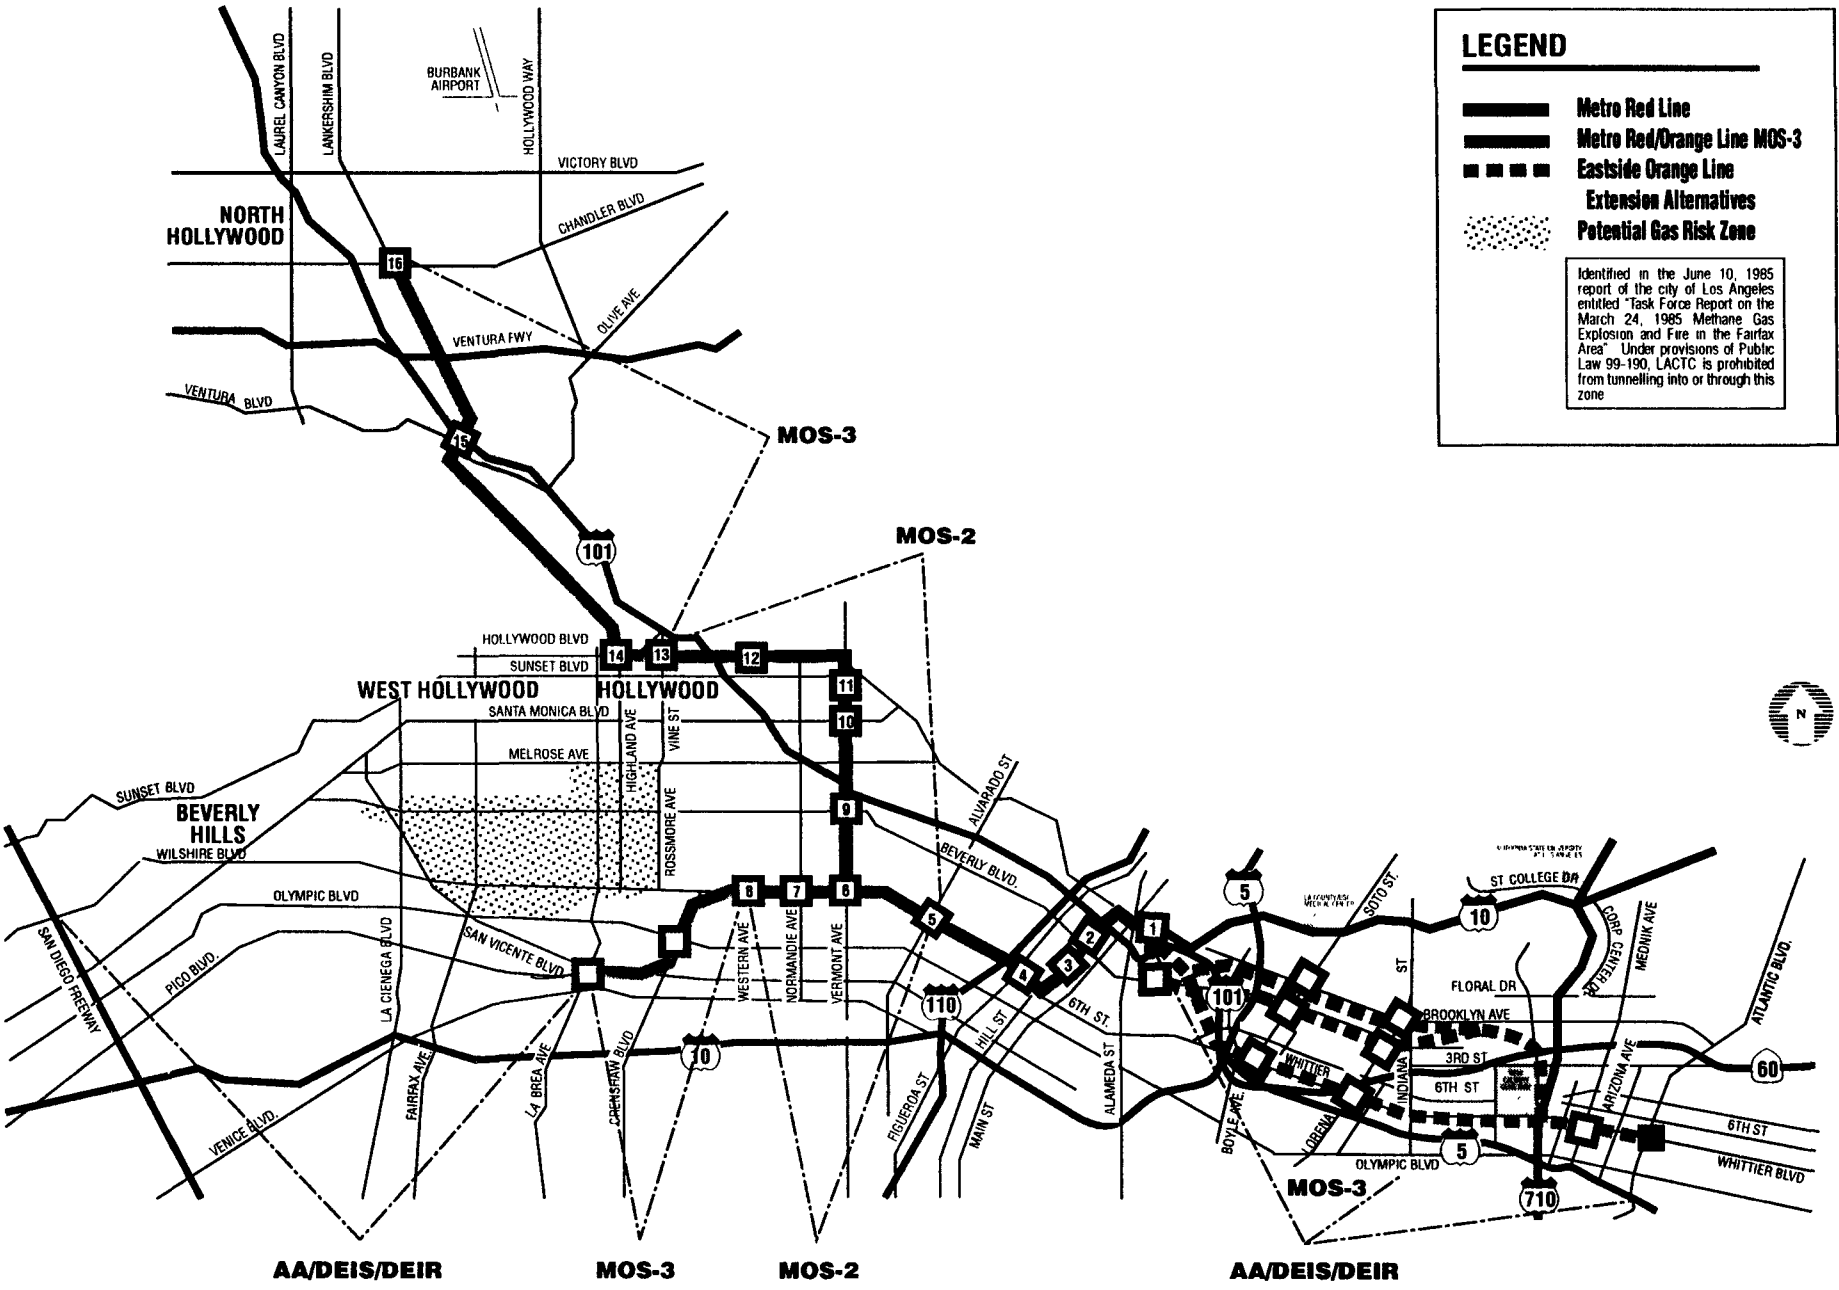 LEGEND
Metro Red Line
Metro Red/Orange Line MOS-3
Eastside Orange Line
Extension Alternatives
Potential Gas Risk Zone
Identified in the June 10, 1985
report of the city of Los Angeles
entitled "Task Force Report on the
March 24, 1985 Methane Gas
Explosion and Fire in the Fairfax
Area" Under provisions of Public
Law 99-190, LACTC is prohibited
from tunnelling into or through this
zone
LAUREL CANYON BLVD
LANKERSHIM BLVD
BURBANK
AIRPORT
HOLLYWOOD WAY
VICTORY BLVD
NORTH
HOLLYWOOD
CHANDLER BLVD
16
OLIVE AVE
VENTURA FWY
VENTURA BLVD
15
MOS-3
101
MOS-2
HOLLYWOOD BLVD
14
13
12
SUNSET BLVD
11
WEST HOLLYWOOD
HOLLYWOOD
SANTA MONICA BLVD
HIGHLAND AVE
VINE ST
10
N
MELROSE AVE
SUNSET BLVD
BEVERLY
HILLS
ROSSMORE AVE
9
ALVARADO ST
WILSHIRE BLVD
BEVERLY BLVD.
OLYMPIC BLVD
8
7
6
5
5
ST COLLEGE DR
SOTO ST.
10
CORP CENTER DR
MEDNIK AVE
ATLANTIC BLVD.
SAN DIEGO FREEWAY
PICO BLVD.
LA CIENEGA BLVD
SAN VICENTE BLVD
WESTERN AVE
NORMANDIE AVE
VERMONT AVE
1
2
3
4
110
6TH ST.
101
ST
FLORAL DR
BROOKLYN AVE
HILL ST
10
WHITTIER
3RD ST
INDIANA
6TH ST
ARIZONA AVE
60
VENICE BLVD.
FAIRFAX AVE.
LA BREA AVE
CRENSHAW BLVD
FIGUEROA ST
MAIN ST
ALAMEDA ST
BOYLE AVE.
LORENA
OLYMPIC BLVD
5
6TH ST
WHITTIER BLVD
MOS-3
710
AA/DEIS/DEIR
MOS-3
MOS-2
AA/DEIS/DEIR